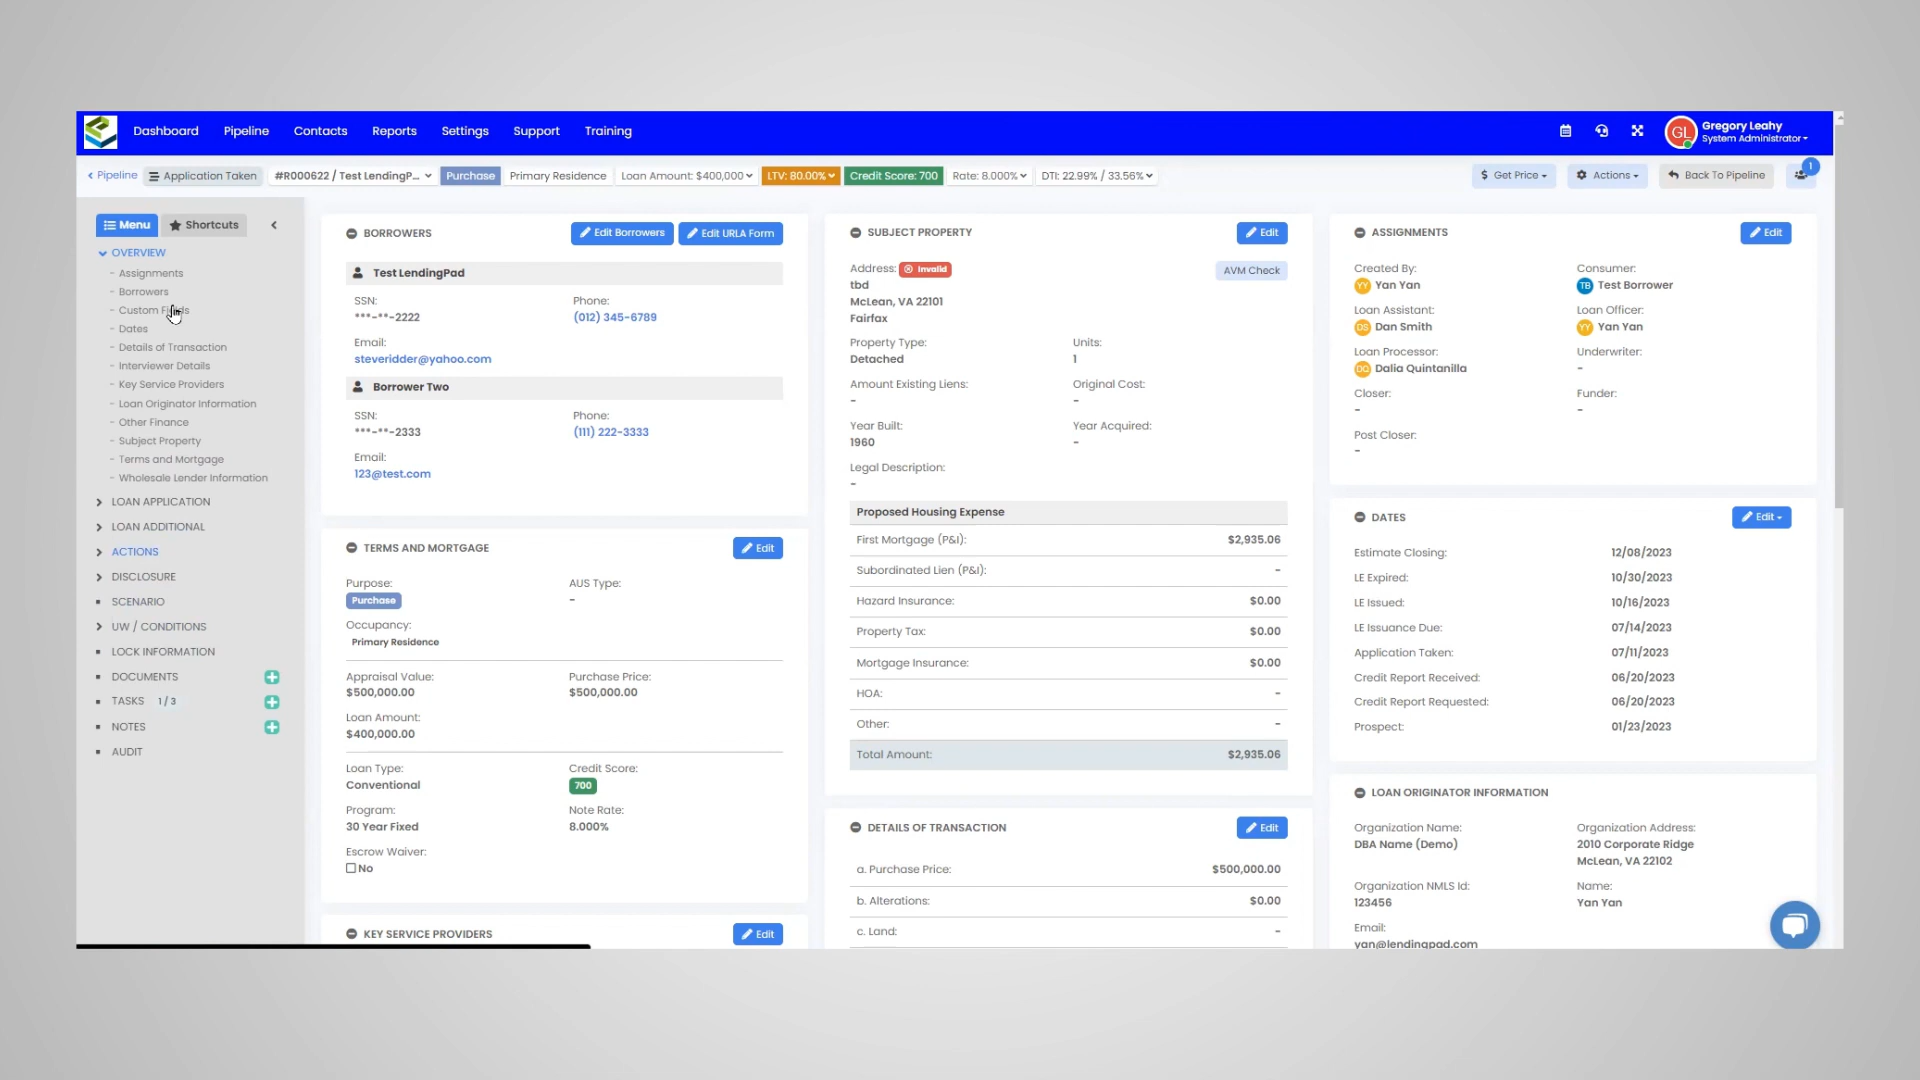 Dashboard Pipeline Contacts Reports Settings Support Training
GL Gregory Leahy
System Administrator
Pipeline Application Taken #R000622 / Test LendingP... Purchase Primary Residence Loan Amount: $400,000 LTV: 80.00% Credit Score: 700 Rate: 8.000% DTI: 22.99% / 33.56% $ Get Price Actions Back To Pipeline 1
Menu Shortcuts
OVERVIEW
- Assignments
- Borrowers
- Custom Fields
- Dates
- Details of Transaction
- Interviewer Details
- Key Service Providers
- Loan Originator Information
- Other Finance
- Subject Property
- Terms and Mortgage
- Wholesale Lender Information
LOAN APPLICATION
LOAN ADDITIONAL
ACTIONS
DISCLOSURE
SCENARIO
UW / CONDITIONS
LOCK INFORMATION
DOCUMENTS
TASKS 1 / 3
NOTES
AUDIT
BORROWERS Edit Borrowers Edit URLA Form
Test LendingPad
SSN: Phone:
***-**-2222 (012) 345-6789
Email:
steveridder@yahoo.com
Borrower Two
SSN: Phone:
***-**-2333 (111) 222-3333
Email:
123@test.com
TERMS AND MORTGAGE Edit
Purpose: AUS Type:
Purchase -
Occupancy:
Primary Residence
Appraisal Value: Purchase Price:
$500,000.00 $500,000.00
Loan Amount:
$400,000.00
Loan Type: Credit Score:
Conventional 700
Program: Note Rate:
30 Year Fixed 8.000%
Escrow Waiver:
No
KEY SERVICE PROVIDERS Edit
SUBJECT PROPERTY Edit
Address: Invalid AVM Check
tbd
McLean, VA 22101
Fairfax
Property Type: Units:
Detached 1
Amount Existing Liens: Original Cost:
- -
Year Built: Year Acquired:
1960 -
Legal Description:
-
Proposed Housing Expense
First Mortgage (P&I): $2,935.06
Subordinated Lien (P&I): -
Hazard Insurance: $0.00
Property Tax: $0.00
Mortgage Insurance: $0.00
HOA: -
Other: -
Total Amount: $2,935.06
DETAILS OF TRANSACTION Edit
a. Purchase Price: $500,000.00
b. Alterations: $0.00
c. Land: -
ASSIGNMENTS Edit
Created By: Consumer:
YY Yan Yan TB Test Borrower
Loan Assistant: Loan Officer:
DS Dan Smith YY Yan Yan
Loan Processor: Underwriter:
DQ Dalia Quintanilla -
Closer: Funder:
- -
Post Closer:
-
DATES Edit
Estimate Closing: 12/08/2023
LE Expired: 10/30/2023
LE Issued: 10/16/2023
LE Issuance Due: 07/14/2023
Application Taken: 07/11/2023
Credit Report Received: 06/20/2023
Credit Report Requested: 06/20/2023
Prospect: 01/23/2023
LOAN ORIGINATOR INFORMATION
Organization Name: Organization Address:
DBA Name (Demo) 2010 Corporate Ridge
McLean, VA 22102
Organization NMLS Id: Name:
123456 Yan Yan
Email:
yan@lendingpad.com